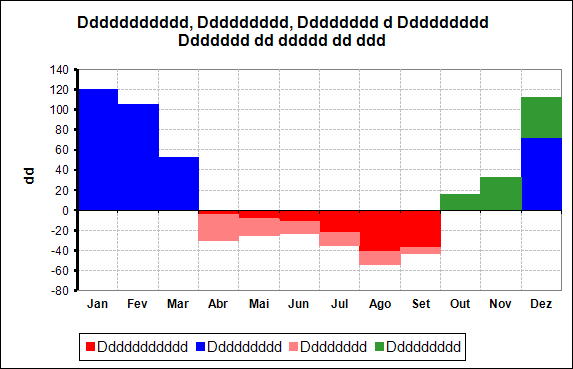 Ddddddddddd, Ddddddddd, Dddddddd d Ddddddddd
Ddddddd dd ddddd dd ddd
140
120
100
80
60
40
20
0
-20
-40
-60
-80
dd
Jan Fev Mar Abr Mai Jun Jul Ago Set Out Nov Dez
Ddddddddddd Ddddddddd Dddddddd Ddddddddd